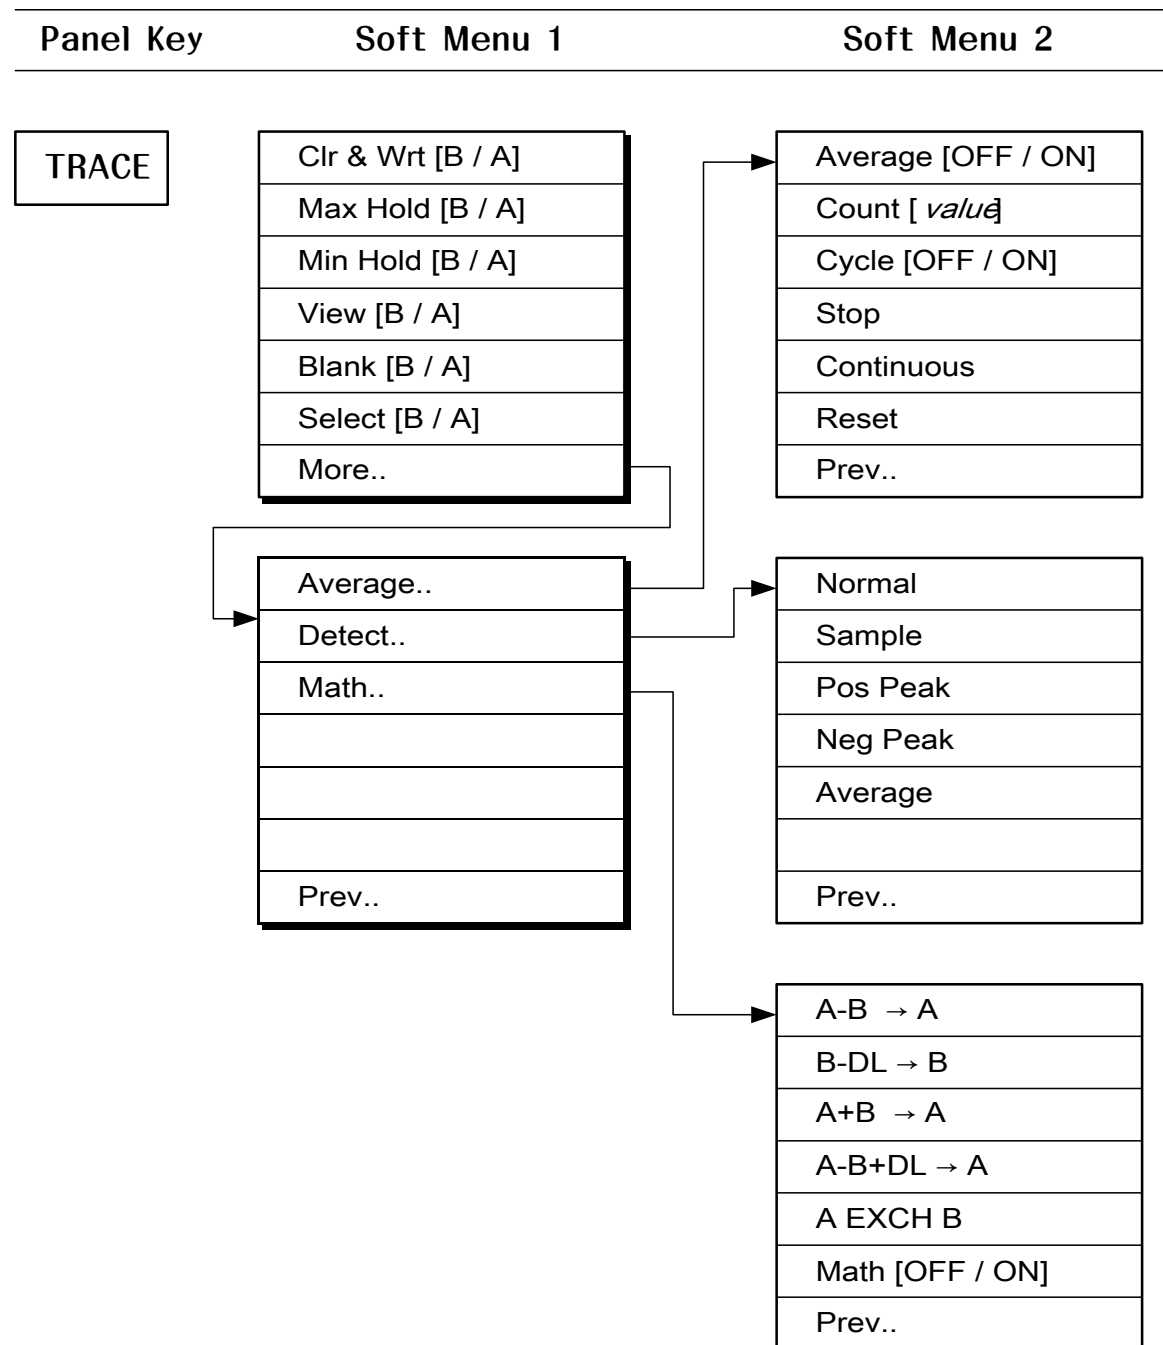 Panel Key Soft Menu 1 Soft Menu 2
TRACE
Clr & Wrt [B / A]
Max Hold [B / A]
Min Hold [B / A]
View [B / A]
Blank [B / A]
Select [B / A]
More..
Average..
Detect..
Math..
Prev..
Average [OFF / ON]
Count [ value]
Cycle [OFF / ON]
Stop
Continuous
Reset
Prev..
Normal
Sample
Pos Peak
Neg Peak
Average
Prev..
A-B → A
B-DL → B
A+B → A
A-B+DL → A
A EXCH B
Math [OFF / ON]
Prev..